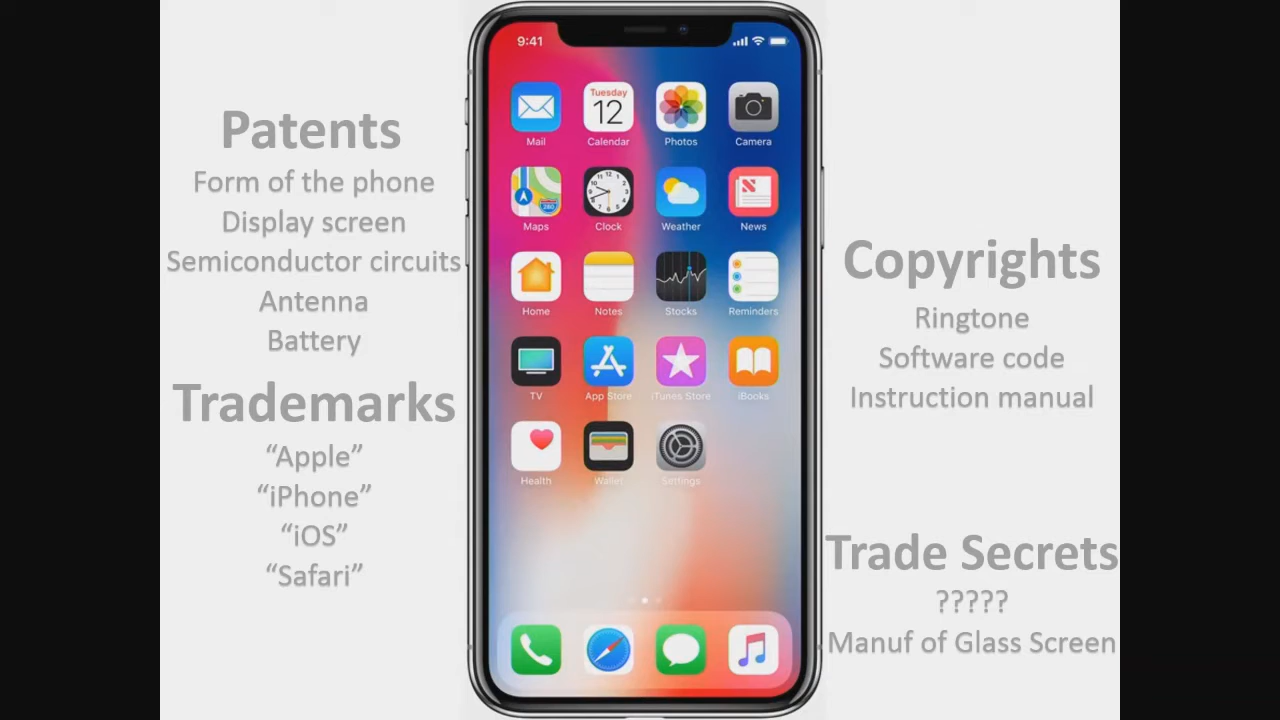 Patents
Form of the phone
Display screen
Semiconductor circuits
Antenna
Battery
Trademarks
“Apple”
“iPhone”
“iOS”
“Safari”
9:41
Tuesday
12
Mail
Calendar
Photos
Camera
280
Maps
Clock
Weather
News
Home
Notes
Stocks
Reminders
TV
App Store
iTunes Store
iBooks
Health
Wallet
Settings
Copyrights
Ringtone
Software code
Instruction manual
Trade Secrets
?????
Manuf of Glass Screen